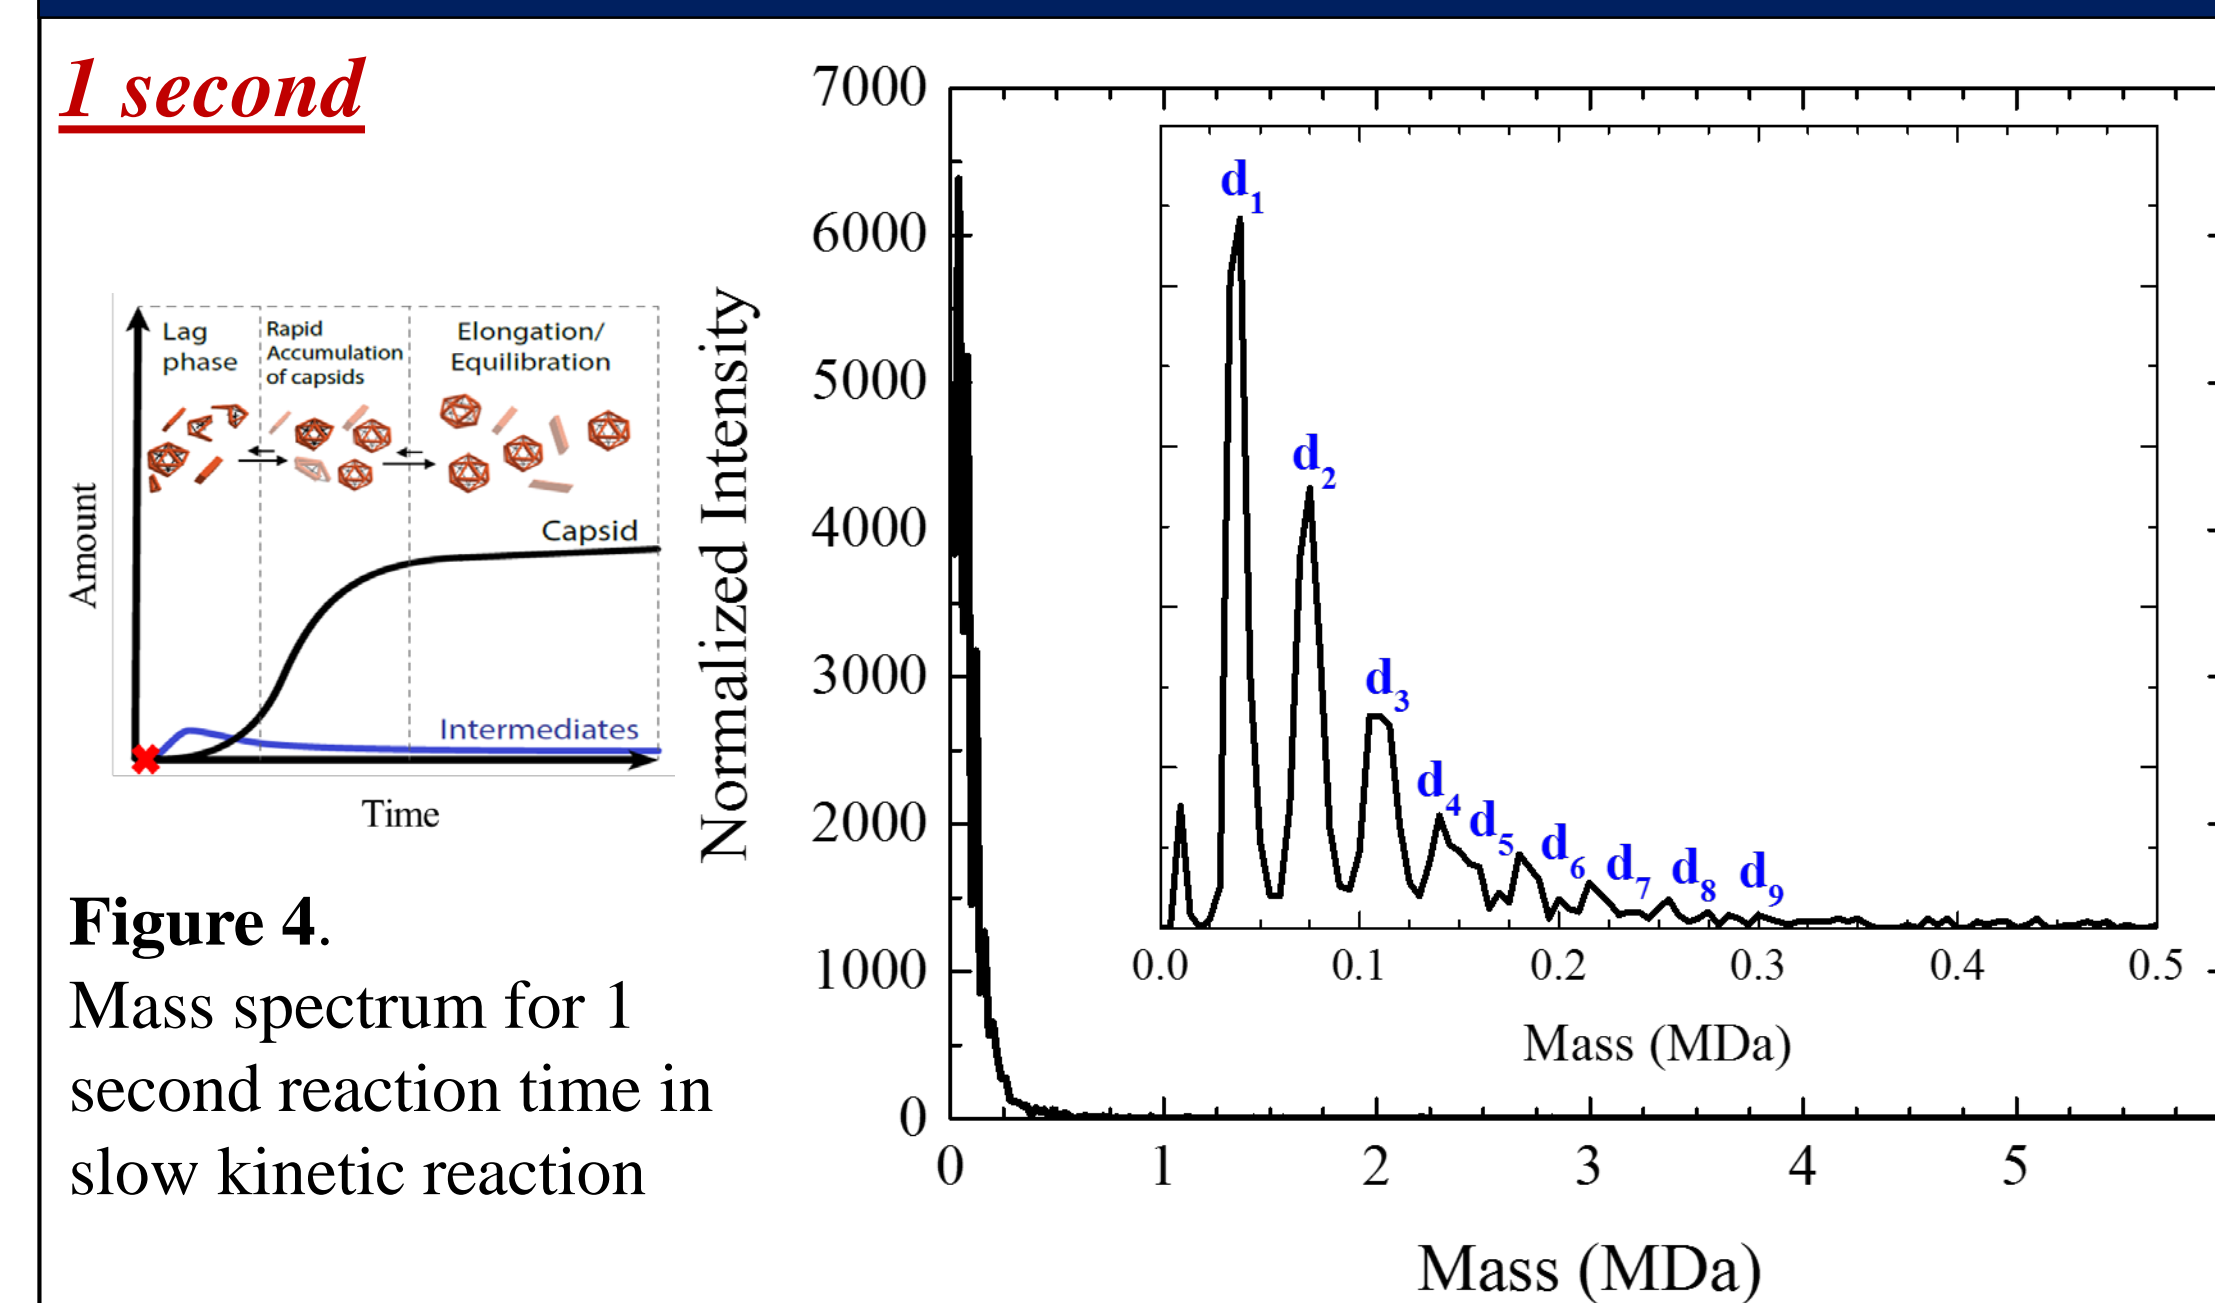 1 second
Lag
phase
Rapid
Accumulation
of capsids
Elongation/
Equilibration
Capsid
Intermediates
Amount
Time
Figure 4.
Mass spectrum for 1
second reaction time in
slow kinetic reaction
Normalized Intensity
7000
6000
5000
4000
3000
2000
1000
0
0 1 2 3 4 5
Mass (MDa)
d1
d2
d3
d4
d5
d6
d7
d8
d9
0.0 0.1 0.2 0.3 0.4 0.5
Mass (MDa)